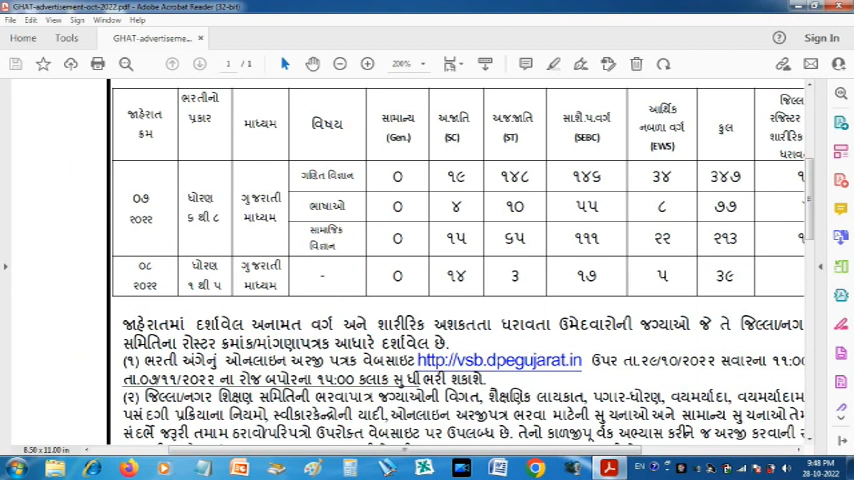 GHAT-advertisement-oct-2022.pdf - Adobe Acrobat Reader (32-bit)
File Edit View Sign Window Help
Home Tools GHAT-advertiseme... × Sign In
1 / 1 200%
જાહેરાત ક્રમ ભરતીનો પ્રકાર માધ્યમ વિષય સામાન્ય (Gen.) અ.જાતિ (SC) અ.જ.જાતિ (ST) સા.શૈ.પ.વર્ગ (SEBC) આર્થિક નબળા વર્ગ (EWS) કુલ
૦૭ ૨૦૨૨ ધોરણ ૬ થી ૮ ગુજરાતી માધ્યમ ગણિત વિજ્ઞાન ૦ ૧૯ ૧૪૮ ૧૪૬ ૩૪ ૩૪૭
ભાષાઓ ૦ ૪ ૧૦ ૫૫ ૮ ૭૭
સામાજિક વિજ્ઞાન ૦ ૧૫ ૬૫ ૧૧૧ ૨૨ ૨૧૩
૦૮ ૨૦૨૨ ધોરણ ૧ થી ૫ ગુજરાતી માધ્યમ - ૦ ૧૪ ૩ ૧૭ ૫ ૩૯
જાહેરાતમાં દર્શાવેલ અનામત વર્ગ અને શારીરિક અશકતતા ધરાવતા ઉમેદવારોની જગ્યાઓ જે તે જિલ્લા/નગ
સમિતિના રોસ્ટર ક્રમાંક/માંગણાપત્રક આધારે દર્શાવેલ છે.
(૧) ભરતી અંગેનું ઓનલાઇન અરજી પત્રક વેબસાઇટ http://vsb.dpegujarat.in ઉપર તા.૨૯/૧૦/૨૦૨૨ સવારના ૧૧:૦૦
તા.૦૭/૧૧/૨૦૨૨ ના રોજ બપોરના ૧૫:૦૦ કલાક સુધી ભરી શકાશે.
(૨) જિલ્લા/નગર શિક્ષણ સમિતિની ભરવાપાત્ર જગ્યાઓની વિગત, શૈક્ષણિક લાયકાત, પગાર-ધોરણ, વયમર્યાદા, વયમર્યાદામ
પસંદગી પ્રક્રિયાના નિયમો, સ્વીકારકેન્દ્રોની યાદી, ઓનલાઇન અરજીપત્ર ભરવા માટેની સુચનાઓ અને સામાન્ય સુચનાઓ તેમ
સંદર્ભે જરૂરી તમામ ઠરાવો/પરિપત્રો ઉપરોક્ત વેબસાઇટ પર ઉપલબ્ધ છે. તેનો કાળજીપૂર્વક અભ્યાસ કરીને જ અરજી કરવાની
8.50 x 11.00 in
EN 9:48 PM
28-10-2022